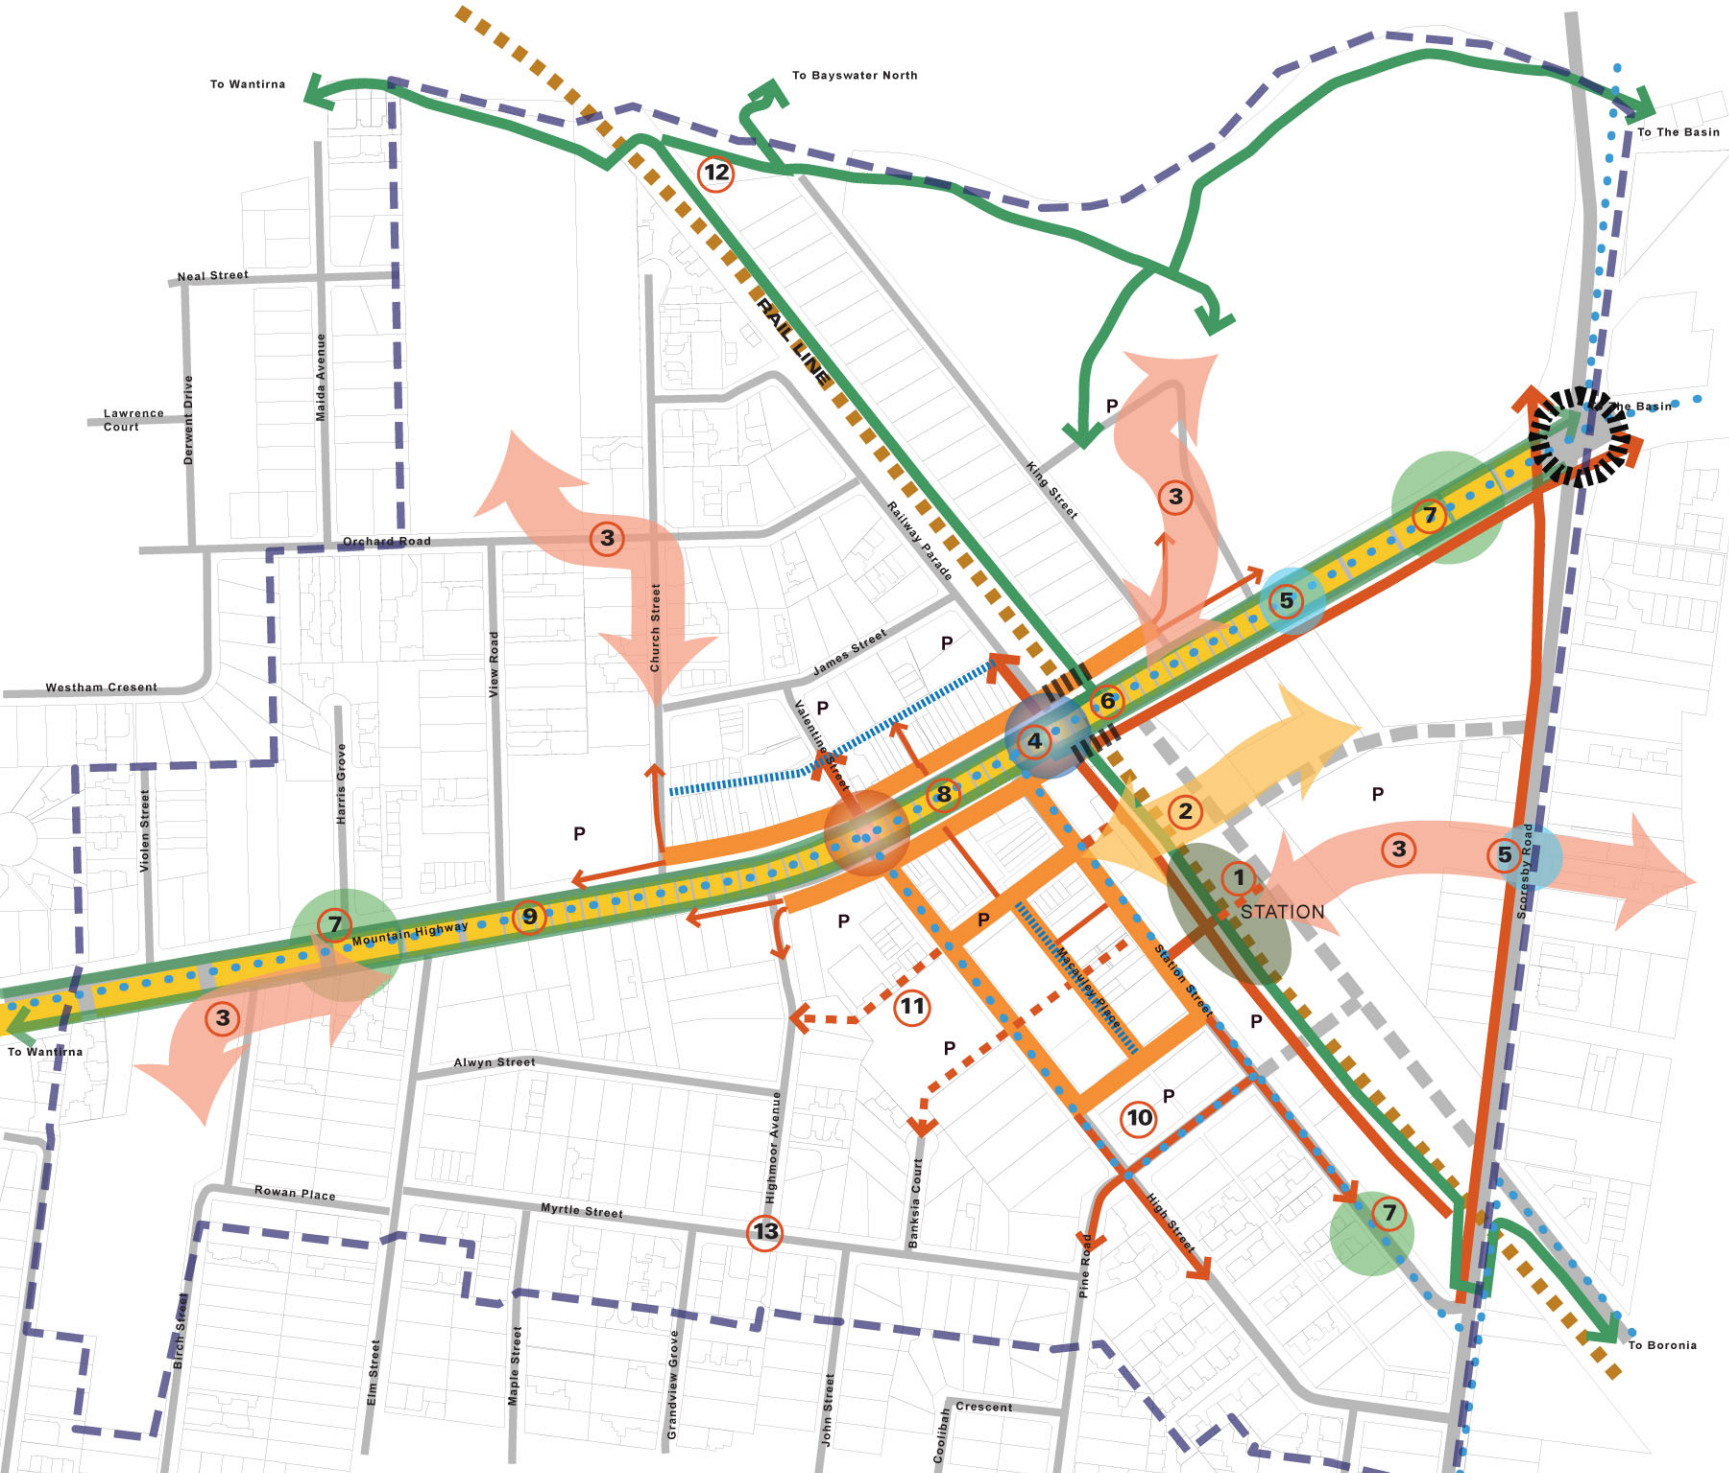 To Wantirna
To Bayswater North
To The Basin
12
Neal Street
RAIL LINE
Maida Avenue
Derwent Drive
Lawrence
Court
P
To The Basin
King Street
3
3
7
Orchard Road
Railway Parade
Church Street
View Road
James Street
P
5
Westham Cresent
P
Valentine Street
6
4
Harris Grove
Violen Street
8
2
P
P
3
5
Scoresby Road
1
STATION
7
9
Mountain Highway
P
P
Macauley Place
Station Street
3
11
P
P
To Wantirna
Alwyn Street
P
10
Highmoor Avenue
Banksia Court
Rowan Place
Myrtle Street
13
High Street
7
Pine Road
Birch Street
Elm Street
Maple Street
Grandview Grove
John Street
Coolibah
Crescent
To Boronia